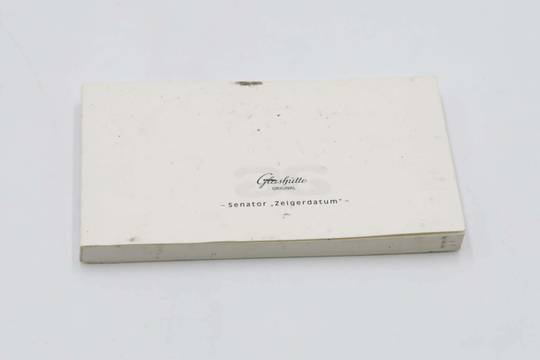 Glashütte
ORIGINAL
– Senator „Zeigerdatum“ –